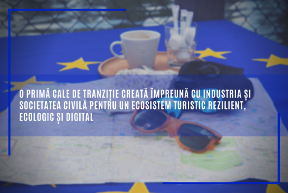 O PRIMĂ CALE DE TRANZIȚIE CREATĂ ÎMPREUNĂ CU INDUSTRIA ȘI
SOCIETATEA CIVILĂ PENTRU UN ECOSISTEM TURISTIC REZILIENT,
ECOLOGIC ȘI DIGITAL